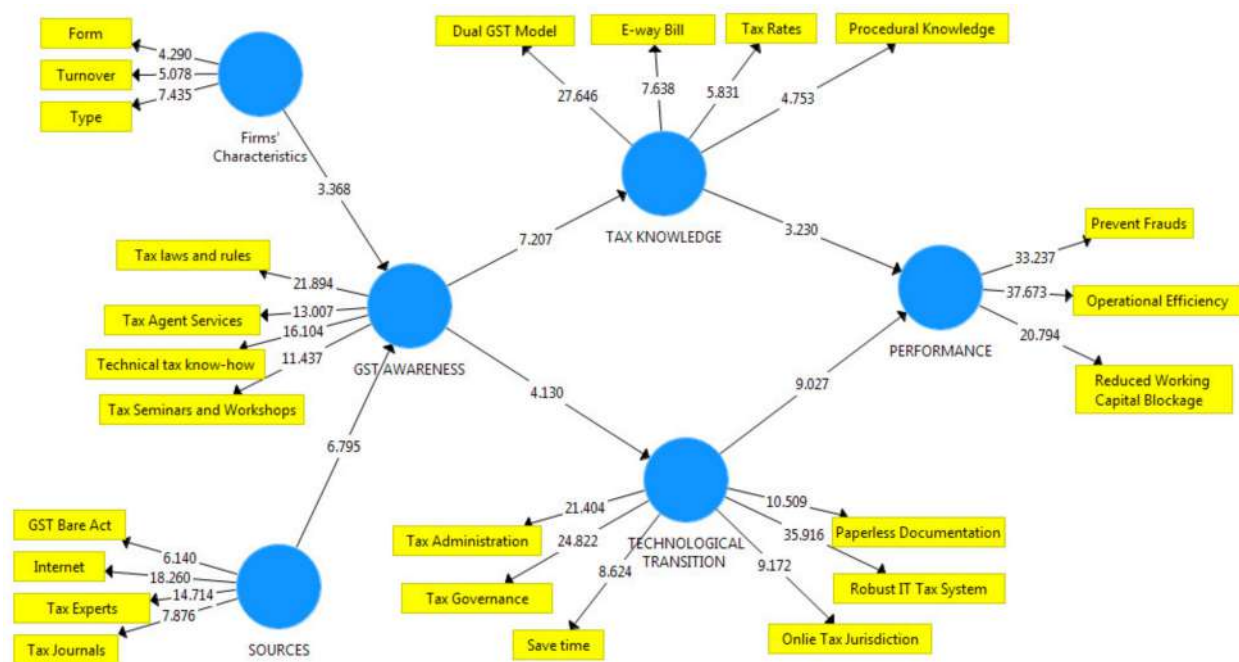 Form
4.290
Turnover
5.078
Type
7.435
Firms'
Characteristics
3.368
Dual GST Model
E-way Bill
Tax Rates
Procedural Knowledge
27.646
7.638
5.831
4.753
TAX KNOWLEDGE
7.207
3.230
Tax laws and rules
21.894
Tax Agent Services
13.007
16.104
Technical tax know-how
11.437
Tax Seminars and Workshops
GST AWARENESS
4.130
6.795
Prevent Frauds
33.237
37.673
Operational Efficiency
20.794
Reduced Working
Capital Blockage
PERFORMANCE
9.027
GST Bare Act
6.140
Internet
18.260
Tax Experts
14.714
7.876
Tax Journals
SOURCES
21.404
Tax Administration
24.822
Tax Governance
8.624
Save time
TECHNOLOGICAL
TRANSITION
10.509
Paperless Documentation
35.916
Robust IT Tax System
9.172
Onlie Tax Jurisdiction